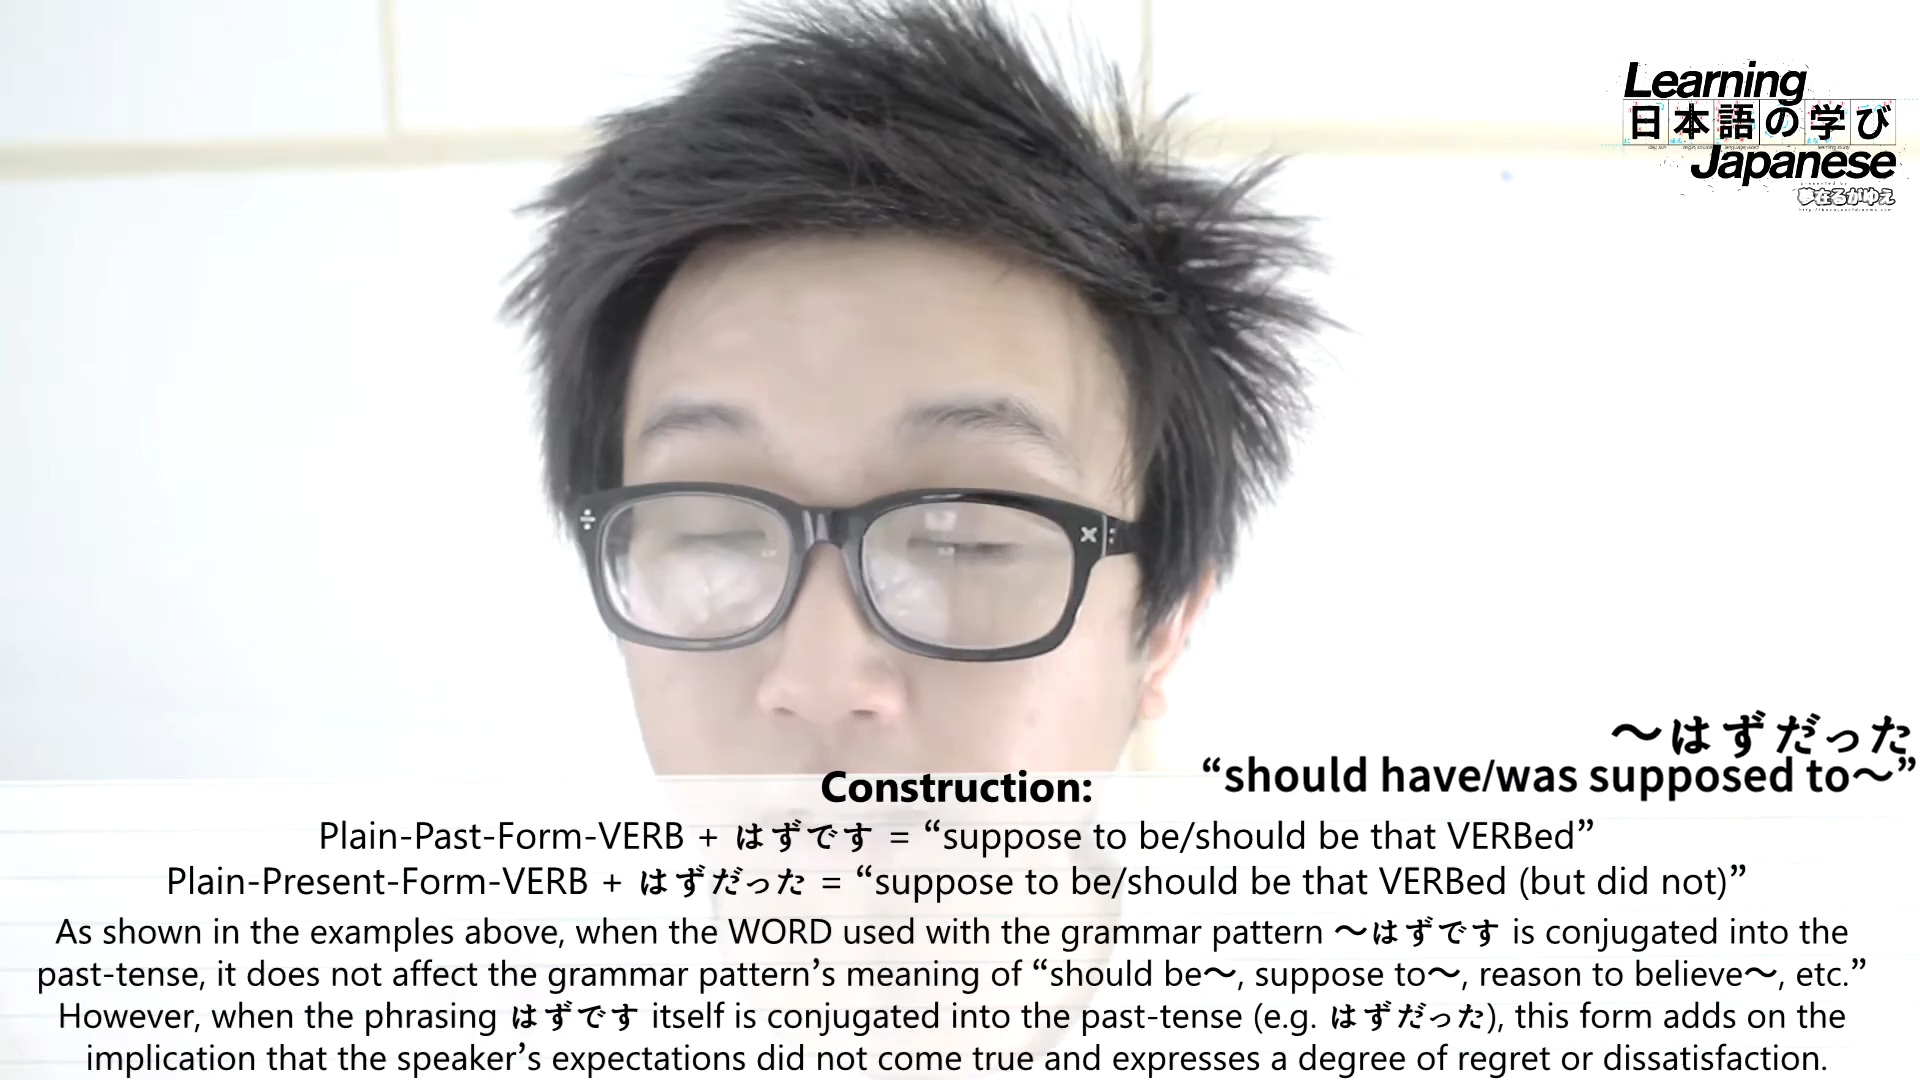 Learning
日本語の学び
Japanese
presented by
夢在るがゆえ
～はずだった
“should have/was supposed to～”
Construction:
Plain-Past-Form-VERB + はずです = “suppose to be/should be that VERBed”
Plain-Present-Form-VERB + はずだった = “suppose to be/should be that VERBed (but did not)”
As shown in the examples above, when the WORD used with the grammar pattern ～はずです is conjugated into the
past-tense, it does not affect the grammar pattern’s meaning of “should be～, suppose to～, reason to believe～, etc.”
However, when the phrasing はずです itself is conjugated into the past-tense (e.g. はずだった), this form adds on the
implication that the speaker’s expectations did not come true and expresses a degree of regret or dissatisfaction.